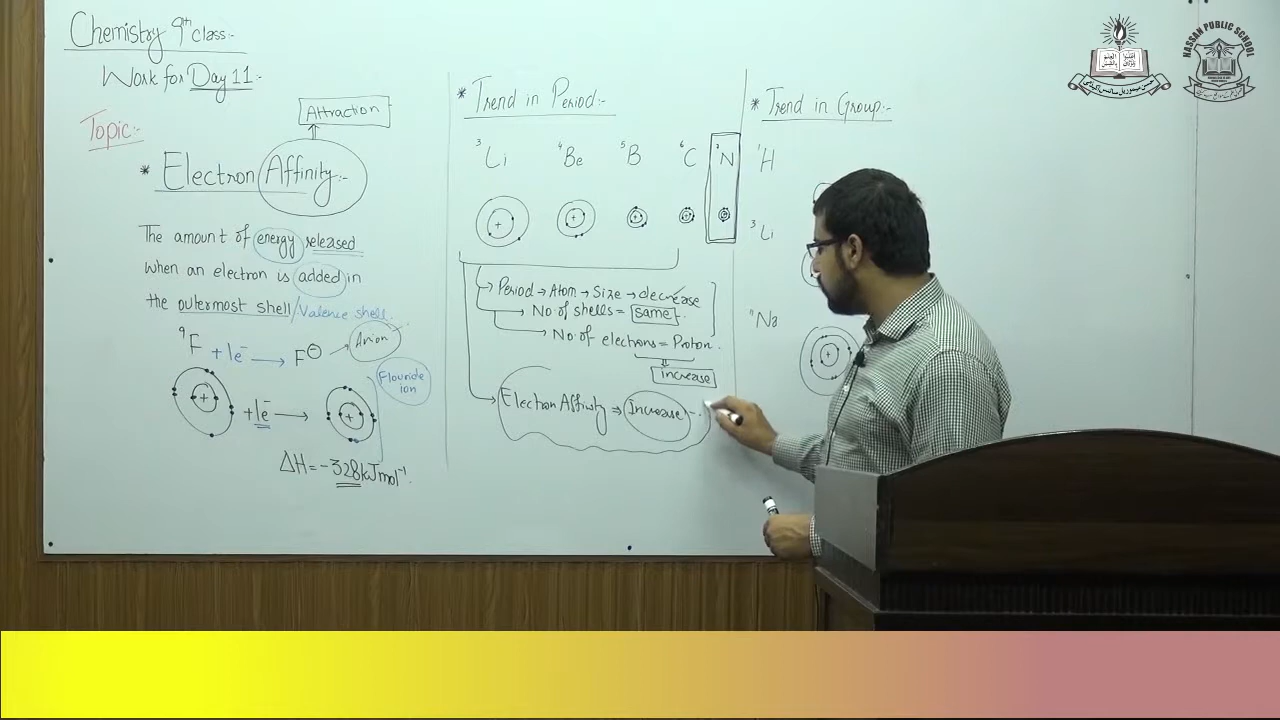 Chemistry 9th class:-
Work for Day 11:-
Topic:-
Attraction
* Electron Affinity:-
The amount of energy released
when an electron is added in
the outermost shell/Valence shell.
9F + 1e⁻ → F⊖
Anion
Flouride
ion
+1e⁻ →
ΔH = -328kJmol⁻¹.
* Trend in Period:-
3Li 4Be 5B 6C 7N
Period → Atom → Size → decrease
No of shells = same.
No. of electrons = Proton.
increase
Electron Affinity ⇒ Increase-.
* Trend in Group:-
1H
3Li
11Na
HASSAN PUBLIC SCHOOL